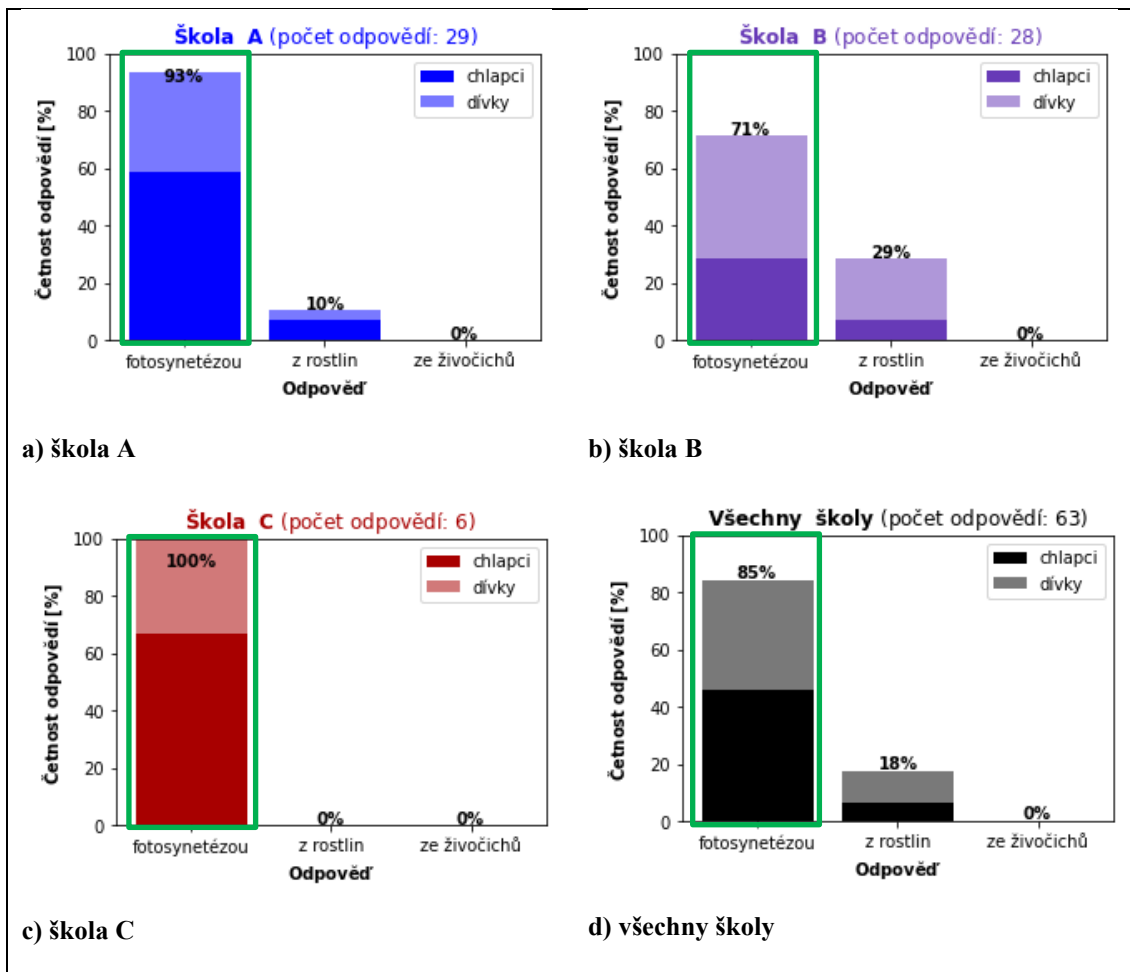 Škola A (počet odpovědí: 29)
Četnost odpovědí [%]
100
80
60
40
20
0
93%
10%
0%
chlapci
dívky
fotosynetézou
z rostlin
ze živočichů
Odpověď
a) škola A
Škola B (počet odpovědí: 28)
Četnost odpovědí [%]
100
80
60
40
20
0
71%
29%
0%
chlapci
dívky
fotosynetézou
z rostlin
ze živočichů
Odpověď
b) škola B
Škola C (počet odpovědí: 6)
Četnost odpovědí [%]
100
80
60
40
20
0
100%
0%
0%
chlapci
dívky
fotosynetézou
z rostlin
ze živočichů
Odpověď
c) škola C
Všechny školy (počet odpovědí: 63)
Četnost odpovědí [%]
100
80
60
40
20
0
85%
18%
0%
chlapci
dívky
fotosynetézou
z rostlin
ze živočichů
Odpověď
d) všechny školy